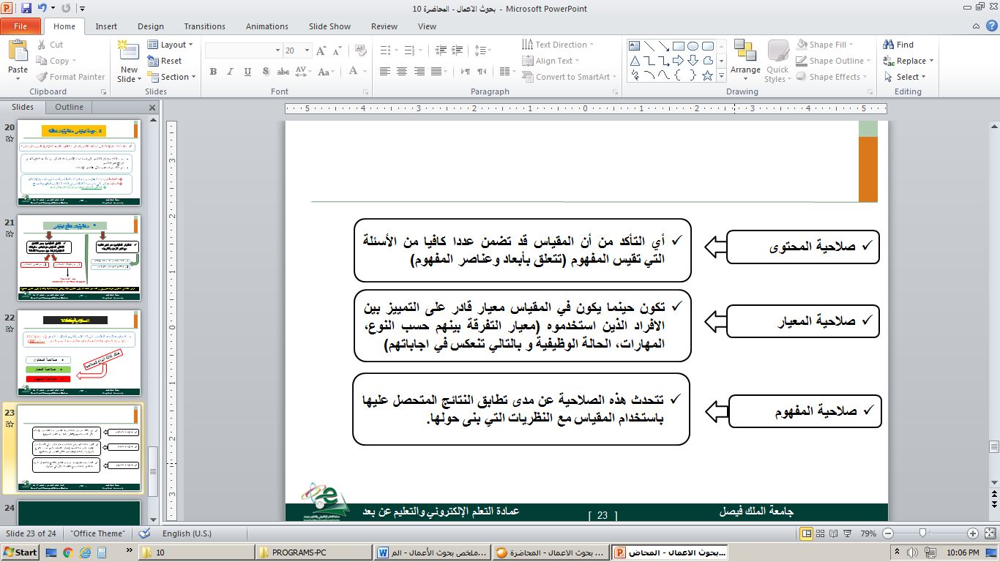 بحوث الاعمال - المحاضرة 10 - Microsoft PowerPoint
File Home Insert Design Transitions Animations Slide Show Review View
Paste
Cut
Copy
Format Painter
Clipboard
New Slide
Layout
Reset
Section
Slides
20
Font
Paragraph
Text Direction
Align Text
Convert to SmartArt
Arrange
Quick Styles
Shape Fill
Shape Outline
Shape Effects
Drawing
Find
Replace
Select
Editing
Slides Outline
20
21
22
صلاحية المحتوى
صلاحية المعيار
23
24
صلاحية المحتوى
أي التأكد من أن المقياس قد تضمن عددا كافيا من الأسئلة
التي تقيس المفهوم (تتعلق بأبعاد وعناصر المفهوم)
صلاحية المعيار
تكون حينما يكون في المقياس معيار قادر على التمييز بين
الافراد الذين استخدموه (معيار التفرقة بينهم حسب النوع،
المهارات، الحالة الوظيفية و بالتالي تنعكس في اجاباتهم)
صلاحية المفهوم
تتحدث هذه الصلاحية عن مدى تطابق النتائج المتحصل عليها
باستخدام المقياس مع النظريات التي بنى حولها.
جامعة الملك فيصل
[ 23 ]
عمادة التعلم الإلكتروني والتعليم عن بعد
Slide 23 of 24 "Office Theme" English (U.S.) 79%
Start 10 PROGRAMS-PC ملخص بحوث الأعمال - الم... بحوث الاعمال - المحاضرة ... بحوث الاعمال - المحاض... 10:06 PM